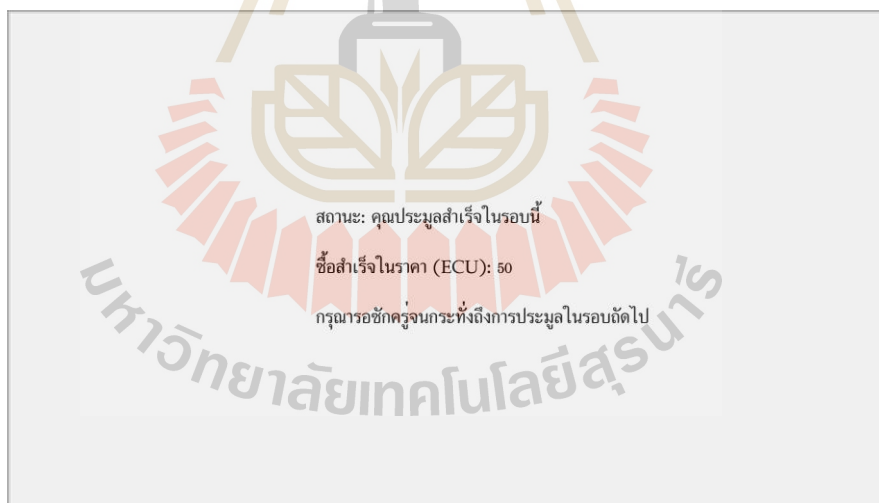 สถานะ: คุณประมูลสำเร็จในรอบนี้
ซื้อสำเร็จในราคา (ECU): 50
กรุณารอซักครู่จนกระทั่งถึงการประมูลในรอบถัดไป
มหาวิทยาลัยเทคโนโลยีสุรนารี